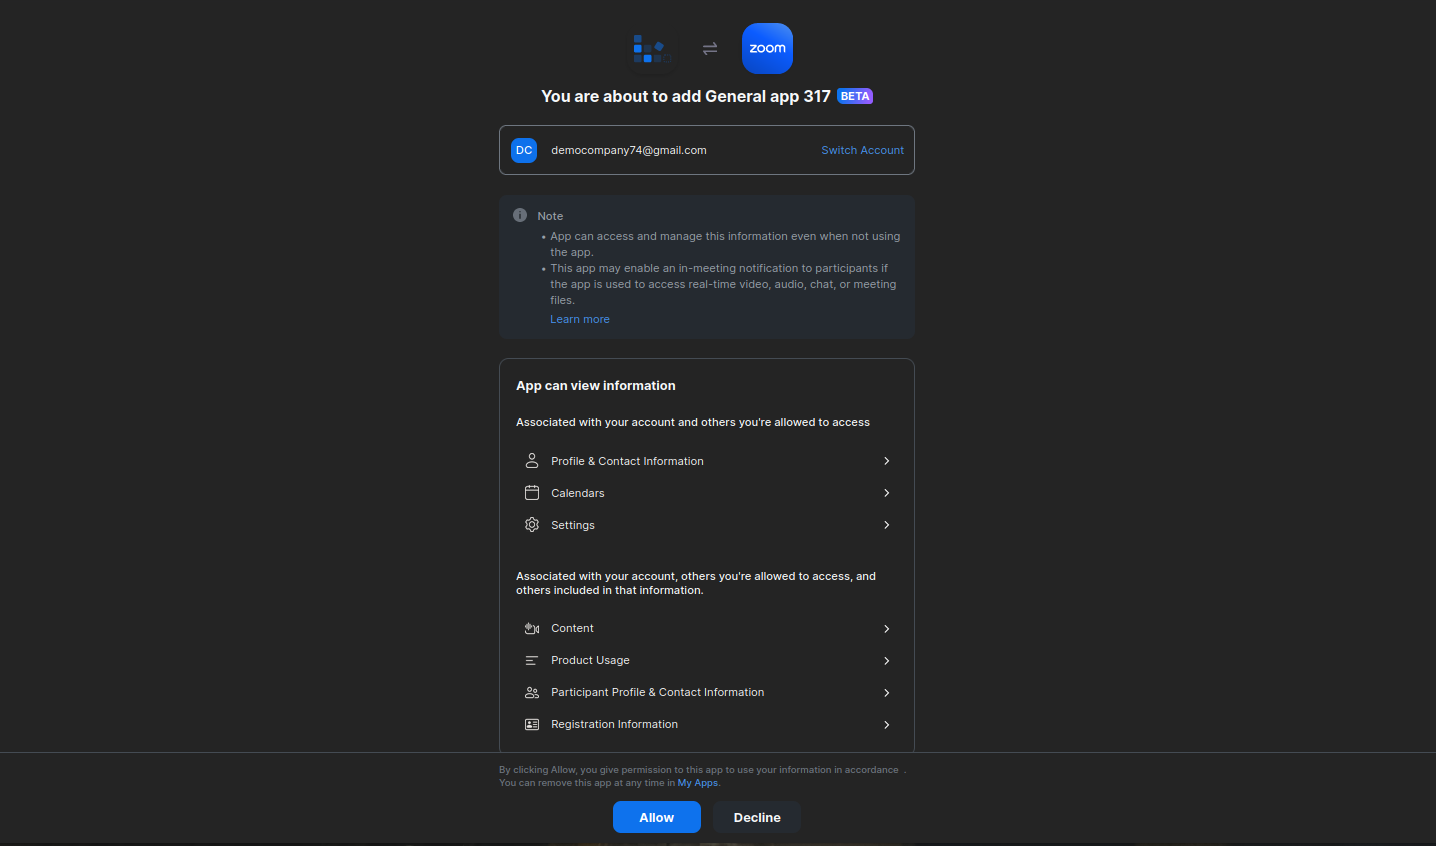 zoom
You are about to add General app 317 BETA
DC democompany74@gmail.com Switch Account
Note
• App can access and manage this information even when not using
the app.
• This app may enable an in-meeting notification to participants if
the app is used to access real-time video, audio, chat, or meeting
files.
Learn more
App can view information
Associated with your account and others you're allowed to access
Profile & Contact Information
Calendars
Settings
Associated with your account, others you're allowed to access, and
others included in that information.
Content
Product Usage
Participant Profile & Contact Information
Registration Information
By clicking Allow, you give permission to this app to use your information in accordance .
You can remove this app at any time in My Apps.
Allow Decline